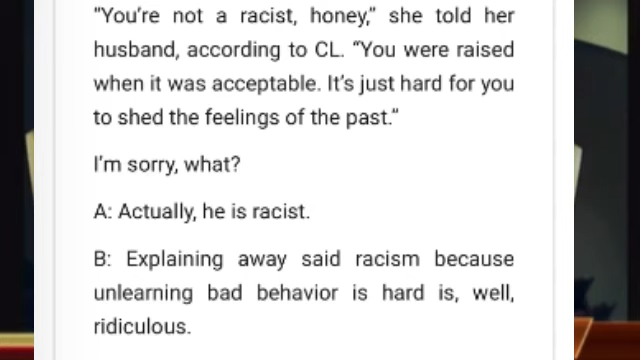 "You're not a racist, honey," she told her
husband, according to CL. "You were raised
when it was acceptable. It's just hard for you
to shed the feelings of the past."
I'm sorry, what?
A: Actually, he is racist.
B: Explaining away said racism because
unlearning bad behavior is hard is, well,
ridiculous.